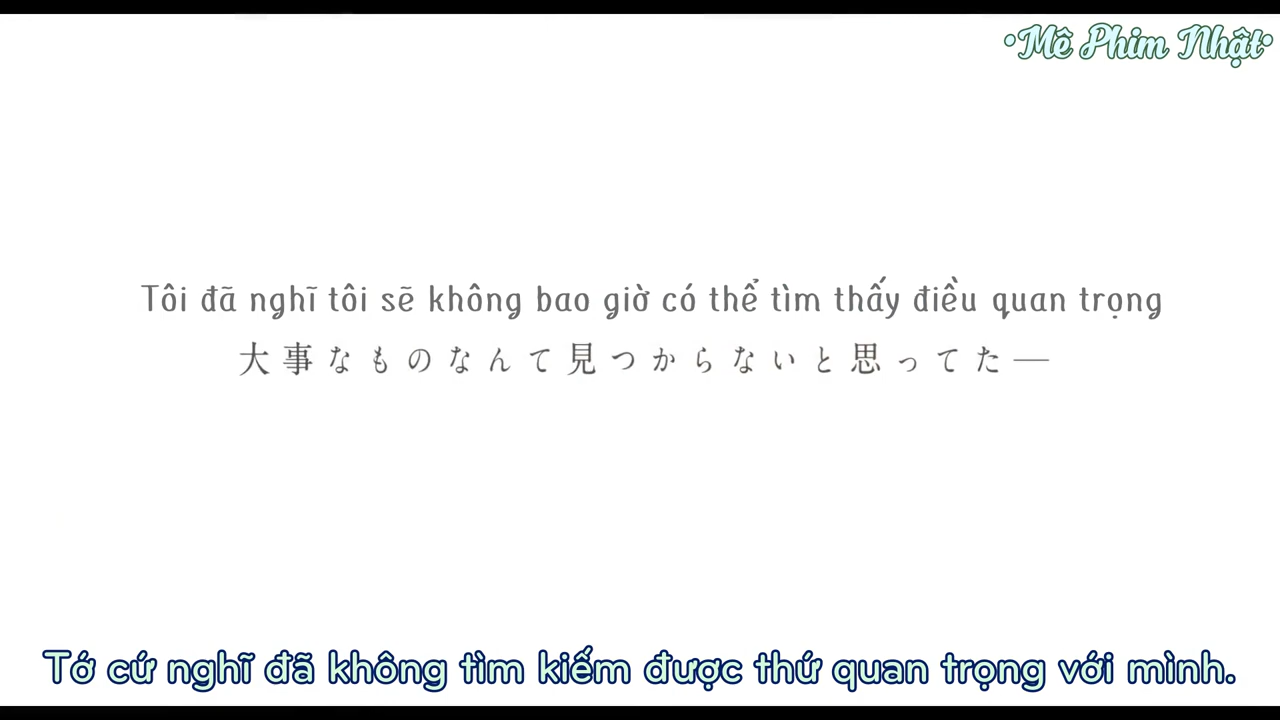 •Mê Phim Nhật•
Tôi đã nghĩ tôi sẽ không bao giờ có thể tìm thấy điều quan trọng
大事なものなんて見つからないと思ってた—
Tớ cứ nghĩ đã không tìm kiếm được thứ quan trọng với mình.